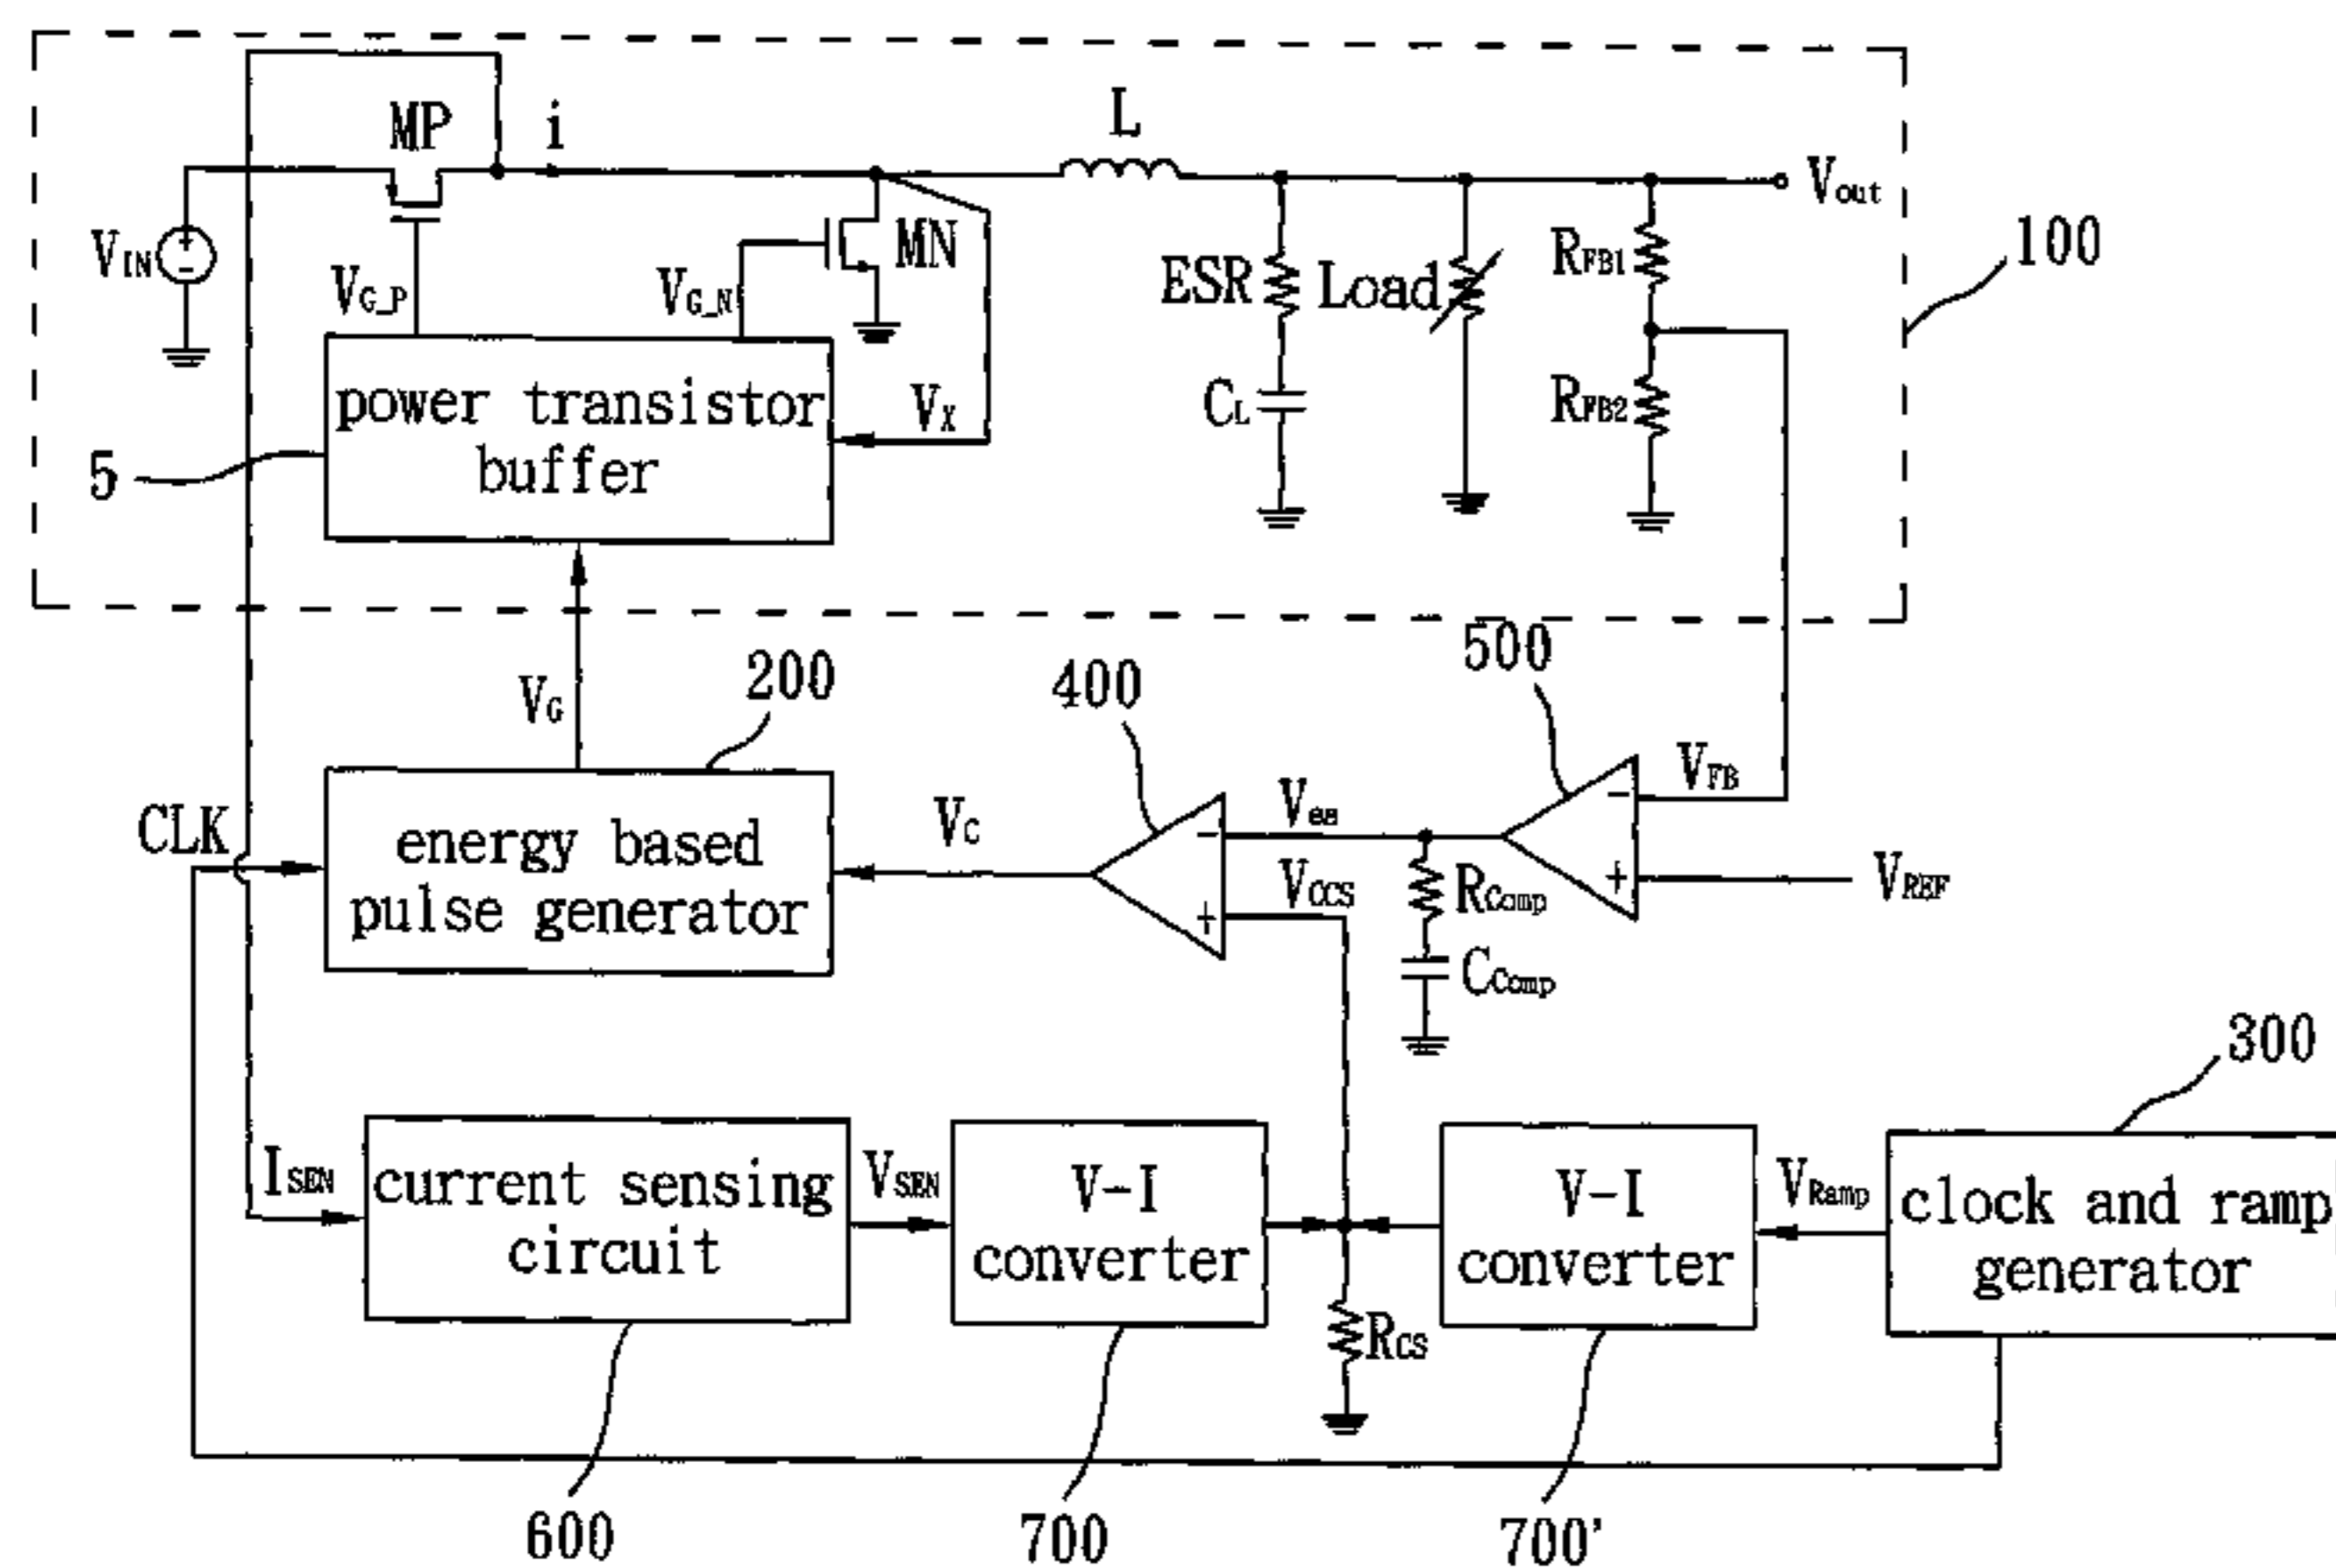 MP
i
L
Vout
VIN
VG_P
VG_N
MN
ESR
Load
RFB1
100
power transistor
buffer
VX
CL
RFB2
5
VG
200
400
500
VFB
CLK
energy based
pulse generator
VC
Vea
VCCS
-
+
-
+
RComp
VREF
CComp
300
ISEN
current sensing
circuit
VSEN
V-I
converter
V-I
converter
VRamp
clock and ramp
generator
RCS
600
700
700'